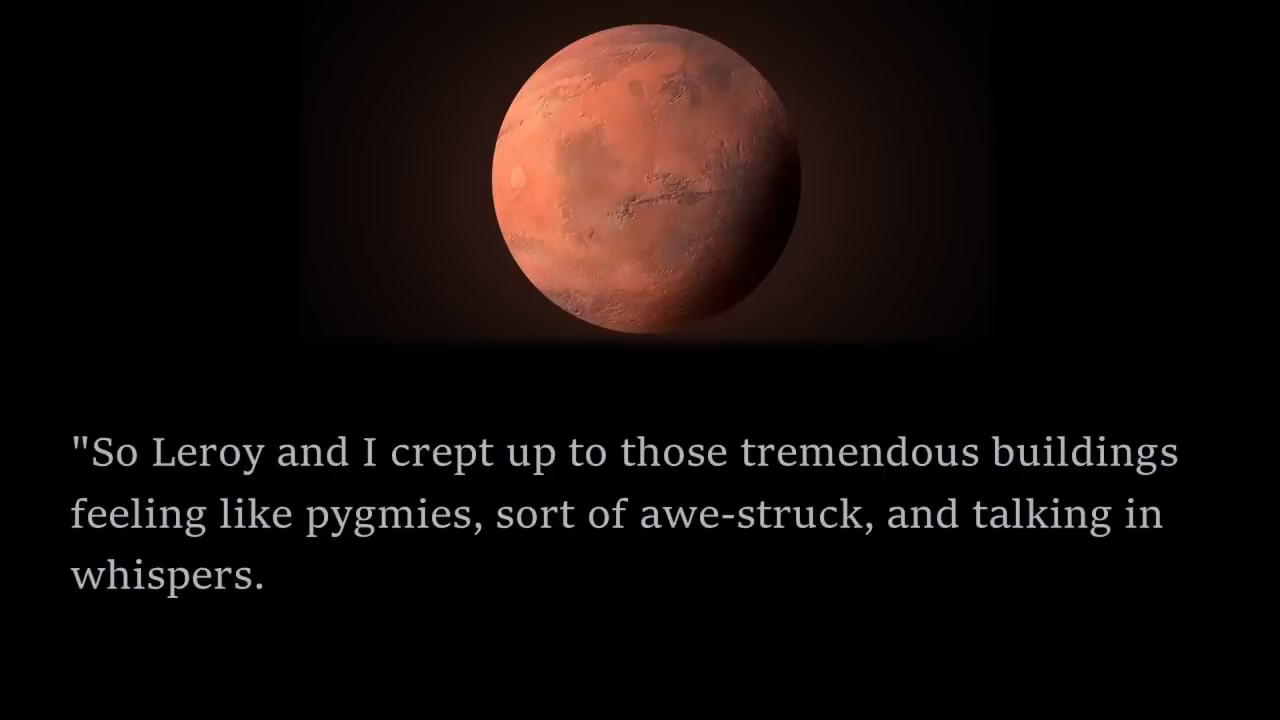 "So Leroy and I crept up to those tremendous buildings
feeling like pygmies, sort of awe-struck, and talking in
whispers.